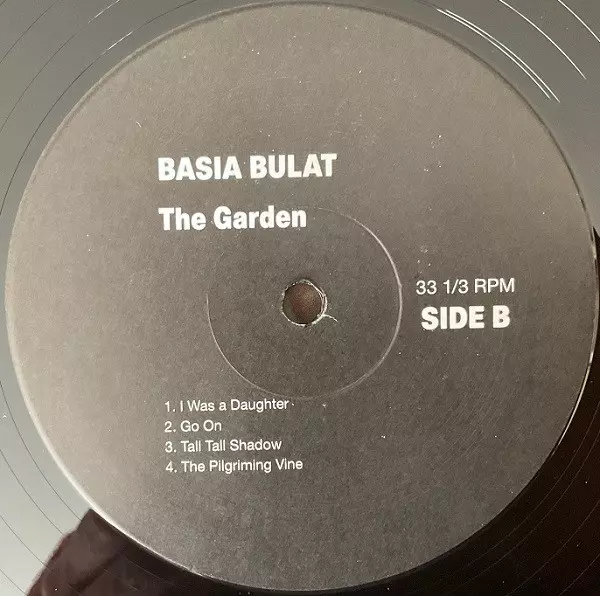 BASIA BULAT
The Garden
33 1/3 RPM
SIDE B
1. I Was a Daughter
2. Go On
3. Tall Tall Shadow
4. The Pilgriming Vine